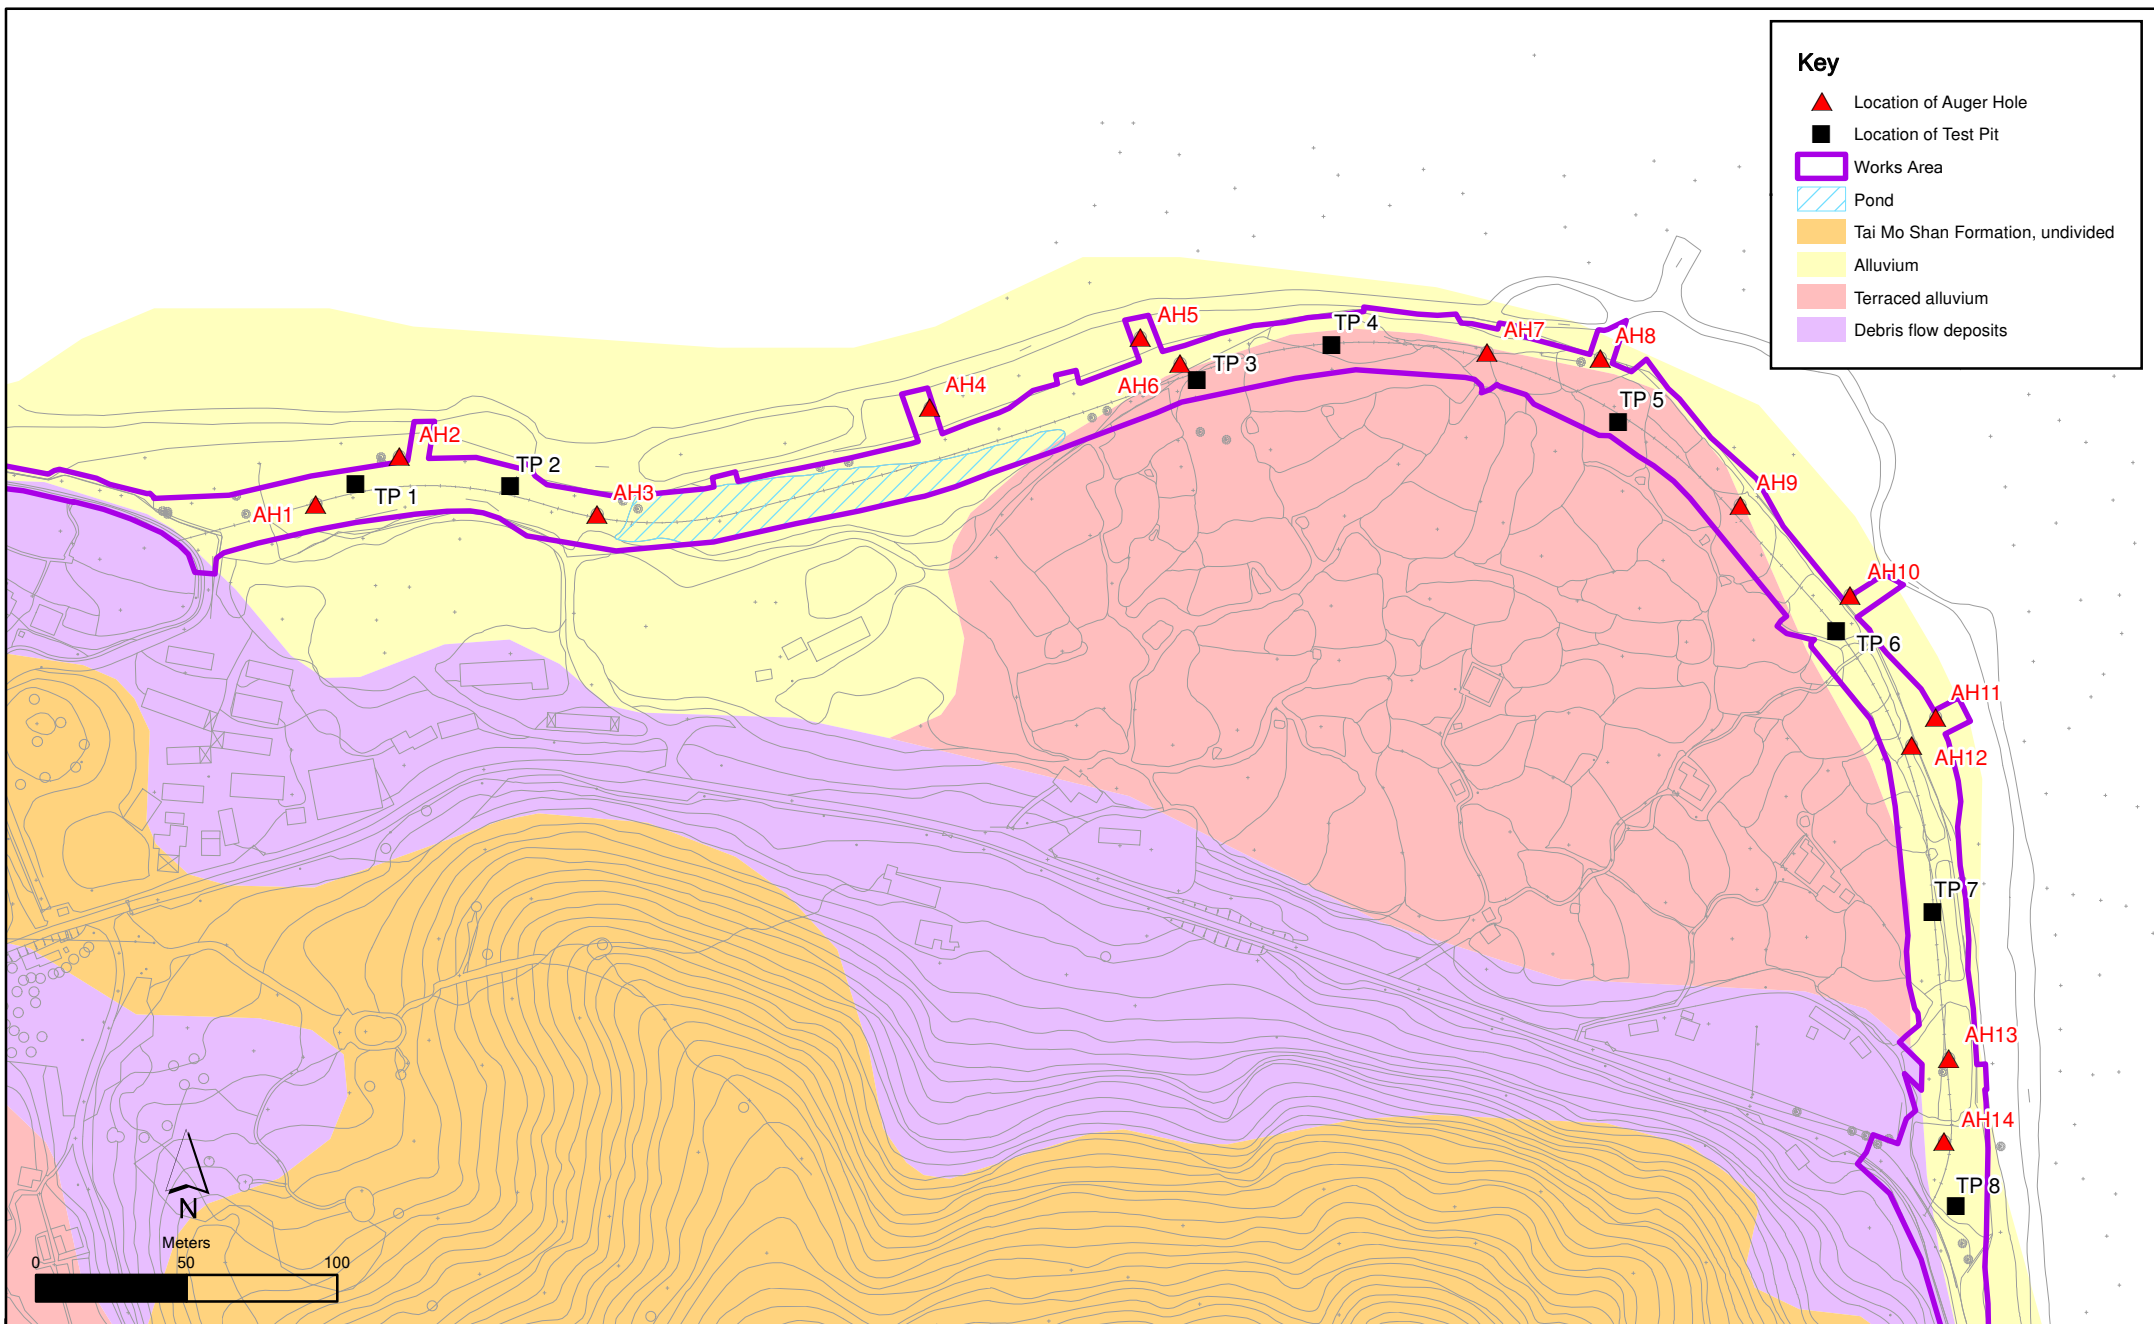 Key
Location of Auger Hole
Location of Test Pit
Works Area
Pond
Tai Mo Shan Formation, undivided
Alluvium
Terraced alluvium
Debris flow deposits
AH5
TP 4
AH7
AH8
AH6
TP 3
AH4
TP 5
AH2
TP 2
AH1
TP 1
AH3
AH9
AH10
TP 6
AH11
AH12
TP 7
AH13
AH14
TP 8
N
Meters
0 50 100